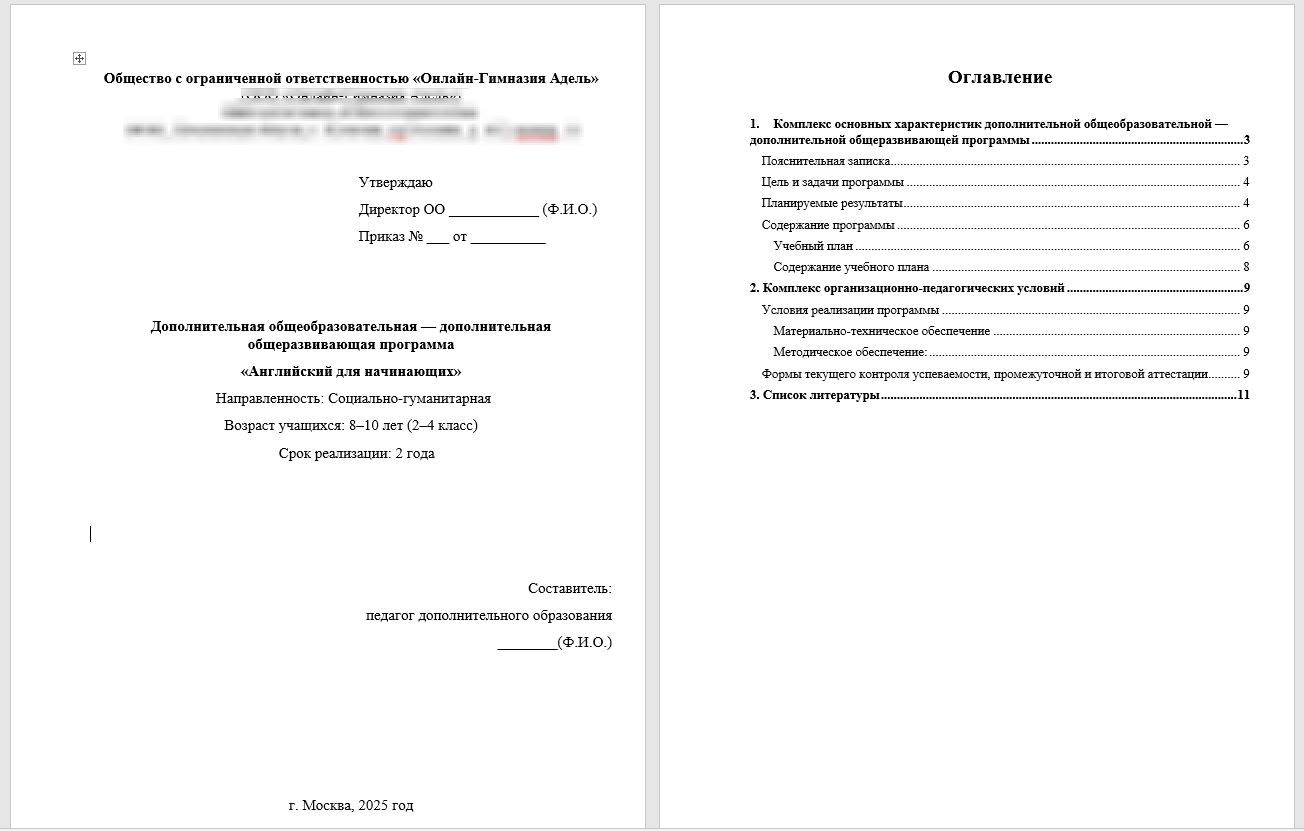 Общество с ограниченной ответственностью «Онлайн-Гимназия Адель»
Утверждаю
Директор ОО ____________ (Ф.И.О.)
Приказ № ___ от __________
Дополнительная общеобразовательная — дополнительная
общеразвивающая программа
«Английский для начинающих»
Направленность: Социально-гуманитарная
Возраст учащихся: 8–10 лет (2–4 класс)
Срок реализации: 2 года
Составитель:
педагог дополнительного образования
________(Ф.И.О.)
г. Москва, 2025 год
Оглавление
1. Комплекс основных характеристик дополнительной общеобразовательной —
дополнительной общеразвивающей программы 3
Пояснительная записка 3
Цель и задачи программы 4
Планируемые результаты 4
Содержание программы 6
Учебный план 6
Содержание учебного плана 8
2. Комплекс организационно-педагогических условий 9
Условия реализации программы 9
Материально-техническое обеспечение 9
Методическое обеспечение: 9
Формы текущего контроля успеваемости, промежуточной и итоговой аттестации 9
3. Список литературы 11